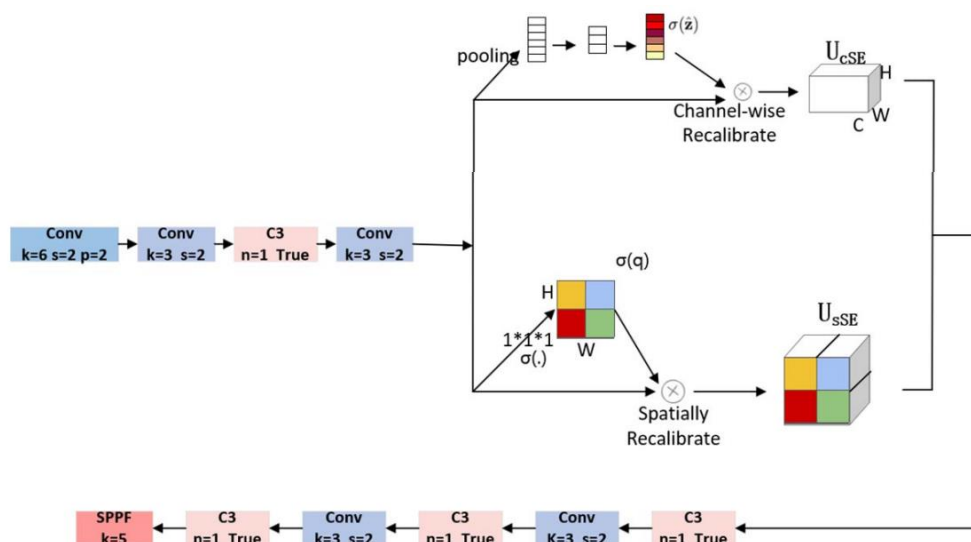 pooling
σ(ẑ)
Channel-wise
Recalibrate
UcSE
H
W
C
Conv
k=6 s=2 p=2
Conv
k=3 s=2
C3
n=1 True
Conv
k=3 s=2
σ(q)
H
W
1*1*1
σ(.)
Spatially
Recalibrate
UsSE
SPPF
k=5
C3
n=1 True
Conv
k=3 s=2
C3
n=1 True
Conv
K=3 s=2
C3
n=1 True